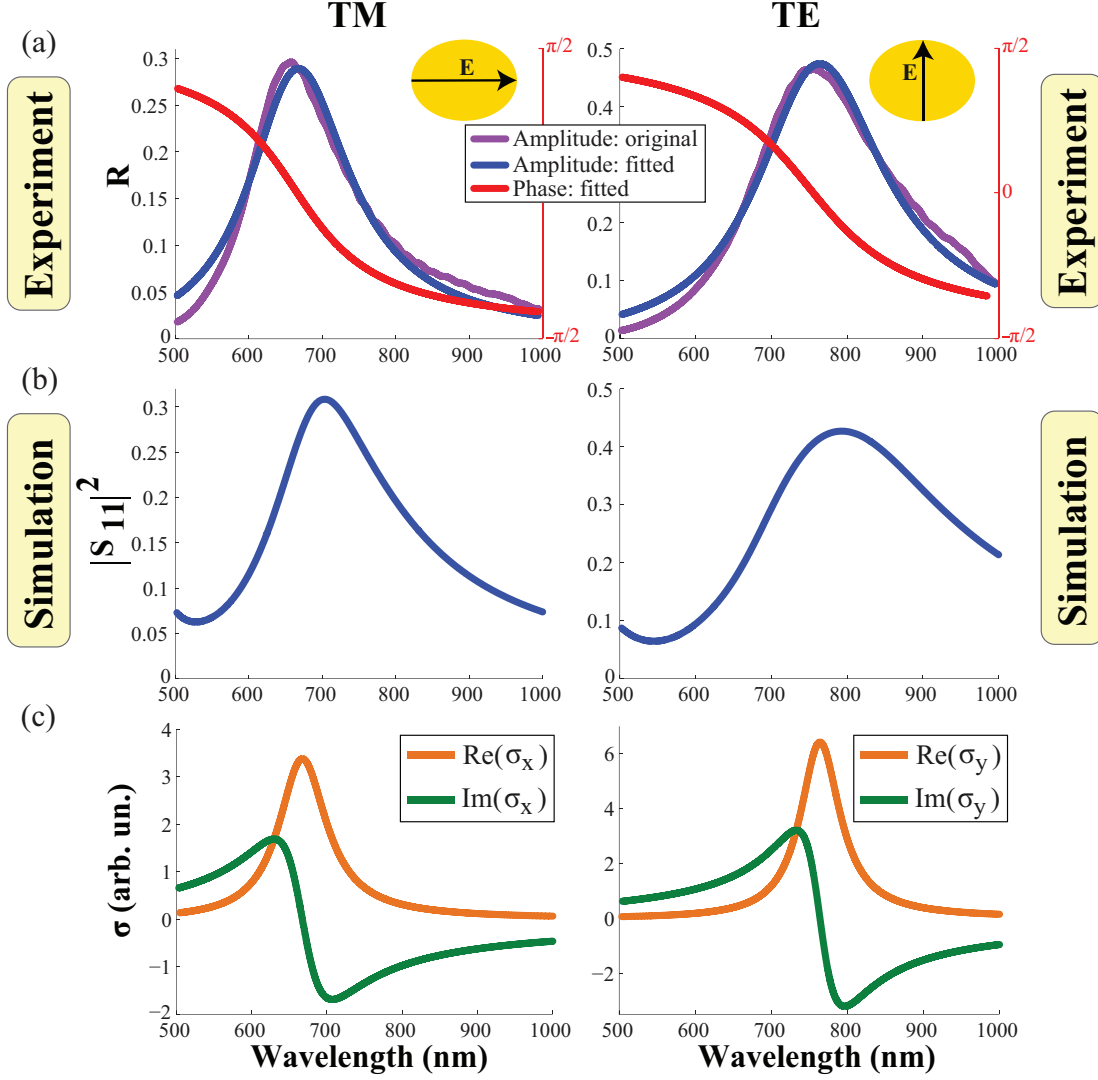 TM
TE
(a)
Experiment
R
0.3
0.25
0.2
0.15
0.1
0.05
0
500
600
700
800
900
1000
π/2
−π/2
E
Amplitude: original
Amplitude: fitted
Phase: fitted
0.5
0.4
0.3
0.2
0.1
0
500
600
700
800
900
1000
π/2
0
−π/2
E
Experiment
(b)
Simulation
|S 11|²
0.3
0.25
0.2
0.15
0.1
0.05
0
500
600
700
800
900
1000
0.5
0.4
0.3
0.2
0.1
0
500
600
700
800
900
1000
Simulation
(c)
σ (arb. un.)
4
3
2
1
0
−1
−2
500
600
700
800
900
1000
Re(σx)
Im(σx)
Wavelength (nm)
6
4
2
0
−2
500
600
700
800
900
1000
Re(σy)
Im(σy)
Wavelength (nm)